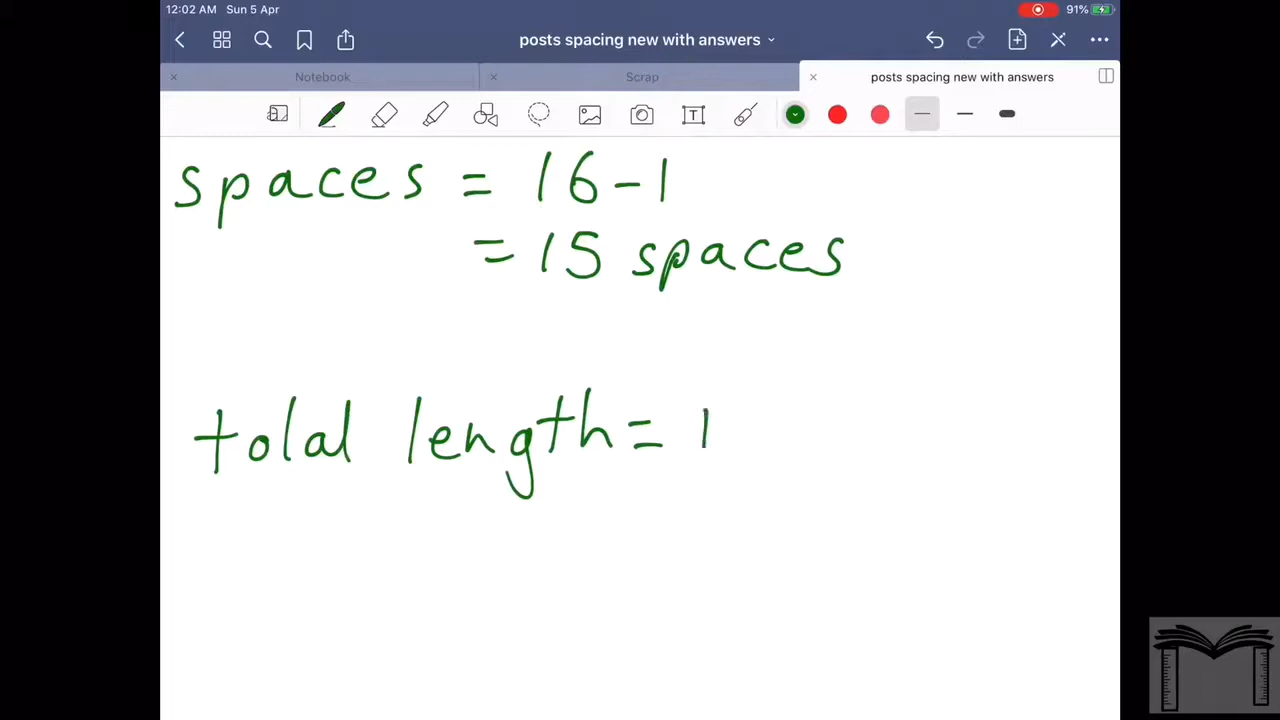 12:02 AM Sun 5 Apr 91%
posts spacing new with answers
Notebook Scrap posts spacing new with answers
T
spaces = 16-1
= 15 spaces
total length = 1